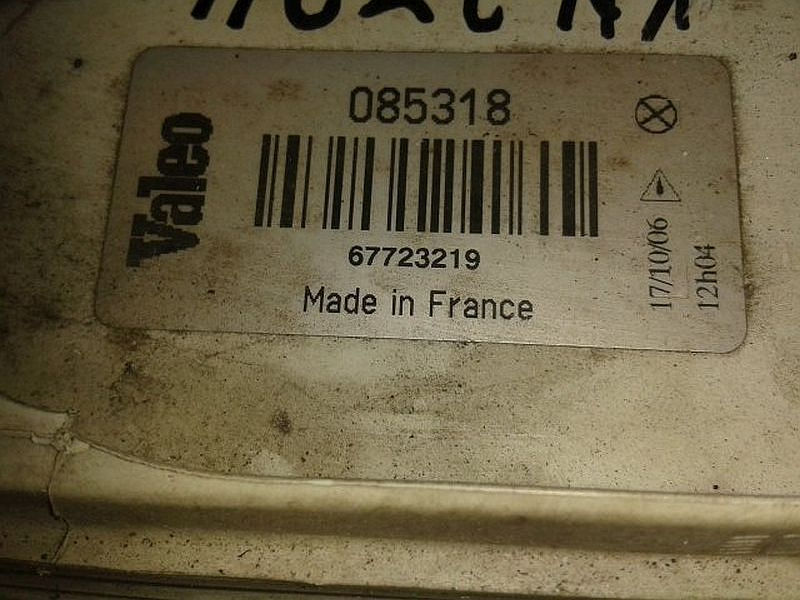 085318
Valeo
67723219
Made in France
17/10/06
12h04